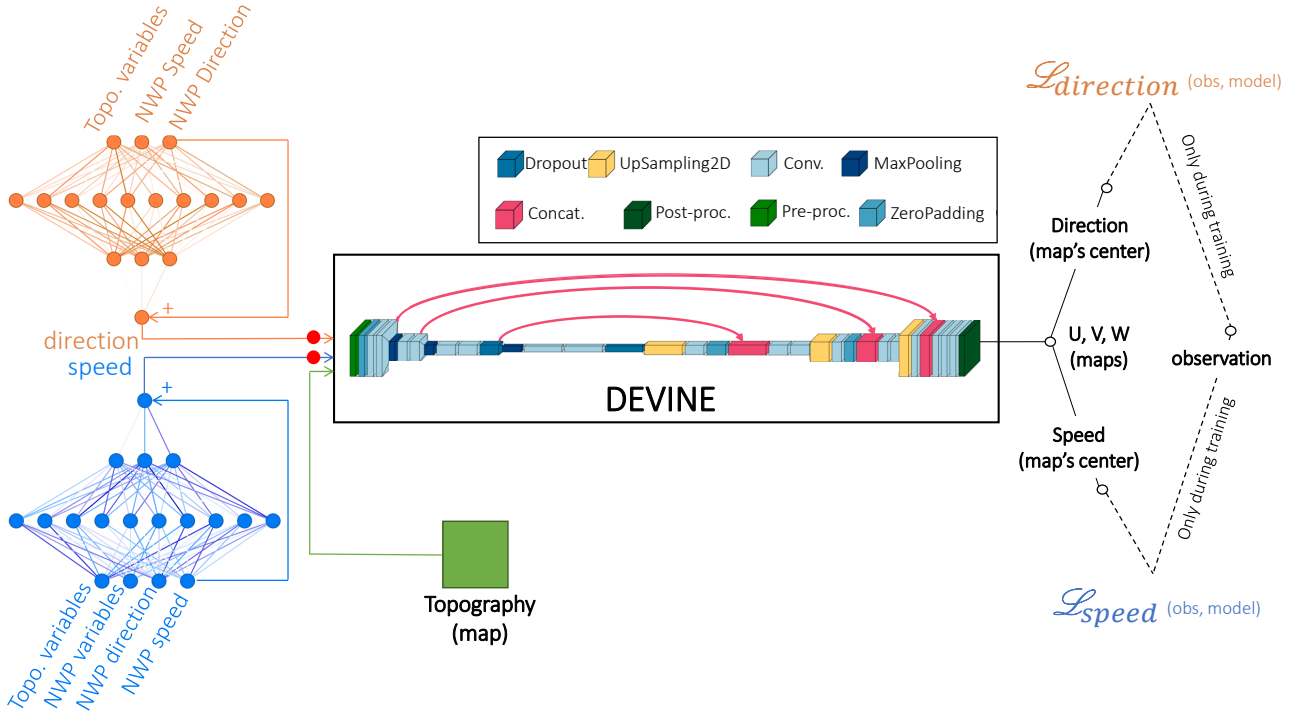 Topo. variables
NWP Speed
NWP Direction
+
direction
speed
+
Topo. variables
NWP variables
NWP direction
NWP speed
Dropout UpSampling2D Conv. MaxPooling
Concat. Post-proc. Pre-proc. ZeroPadding
DEVINE
Topography
(map)
ℒdirection (obs, model)
Only during training
Direction
(map's center)
U, V, W
(maps)
observation
Speed
(map's center)
Only during training
ℒspeed (obs, model)